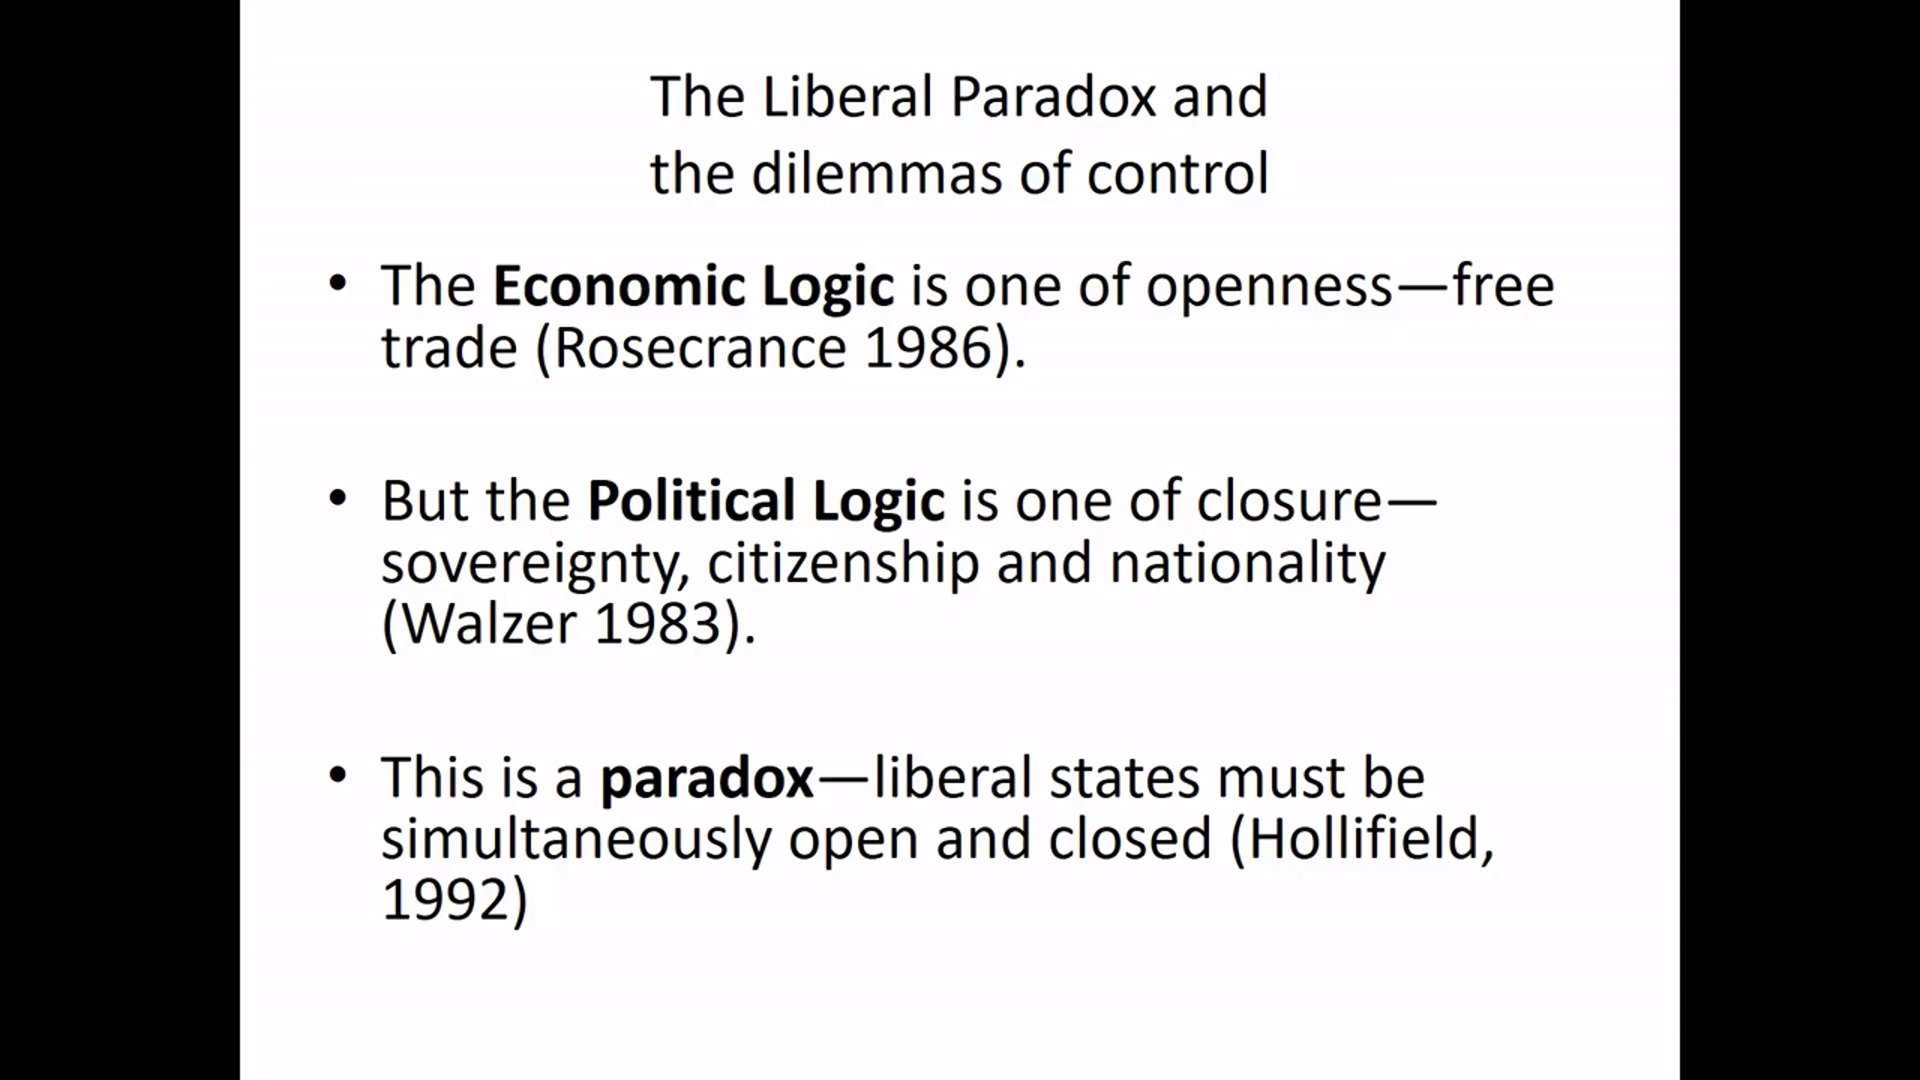 The Liberal Paradox and
the dilemmas of control
• The Economic Logic is one of openness—free
trade (Rosecrance 1986).
• But the Political Logic is one of closure—
sovereignty, citizenship and nationality
(Walzer 1983).
• This is a paradox—liberal states must be
simultaneously open and closed (Hollifield,
1992)